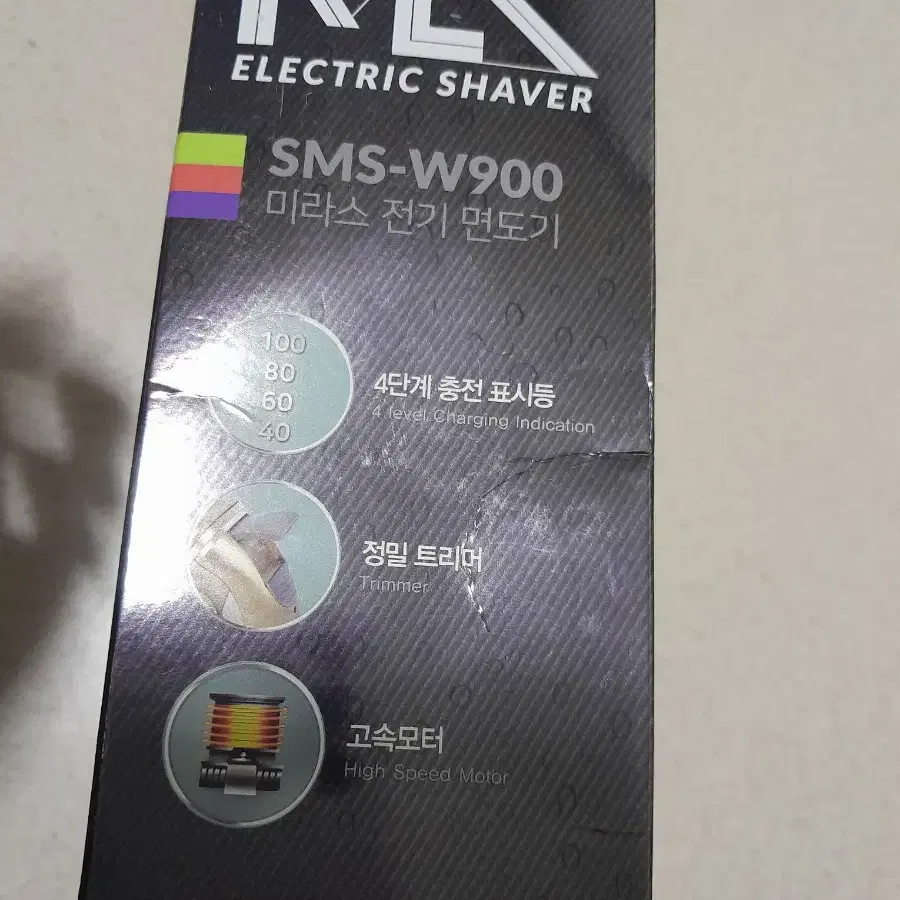 ELECTRIC SHAVER
SMS-W900
미라스 전기 면도기
100
80
60
40
4단계 충전 표시등
4 level Charging Indication
정밀 트리머
Trimmer
고속모터
High Speed Motor